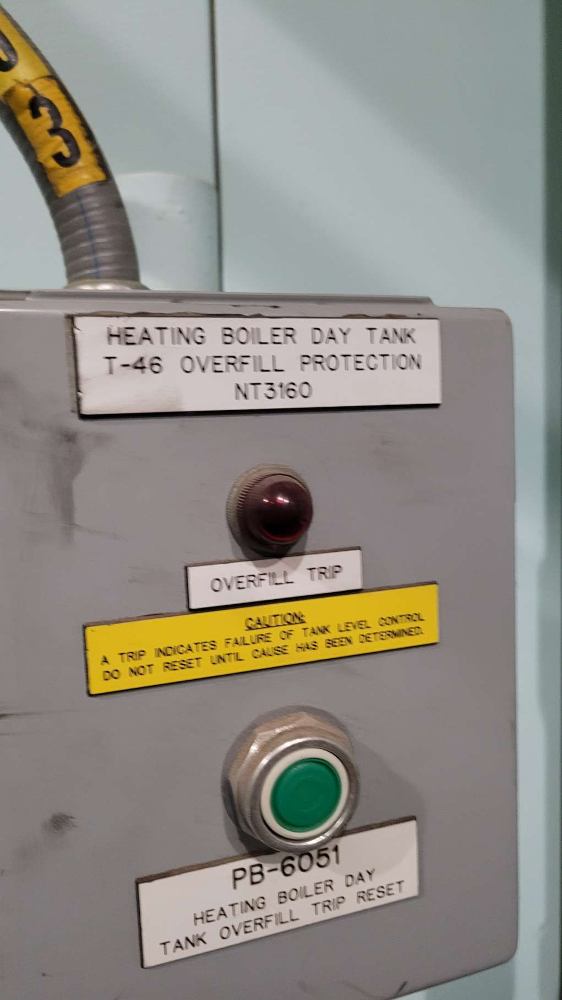 3
HEATING BOILER DAY TANK
T-46 OVERFILL PROTECTION
NT3160
OVERFILL TRIP
CAUTION:
A TRIP INDICATES FAILURE OF TANK LEVEL CONTROL
DO NOT RESET UNTIL CAUSE HAS BEEN DETERMINED.
PB-6051
HEATING BOILER DAY
TANK OVERFILL TRIP RESET